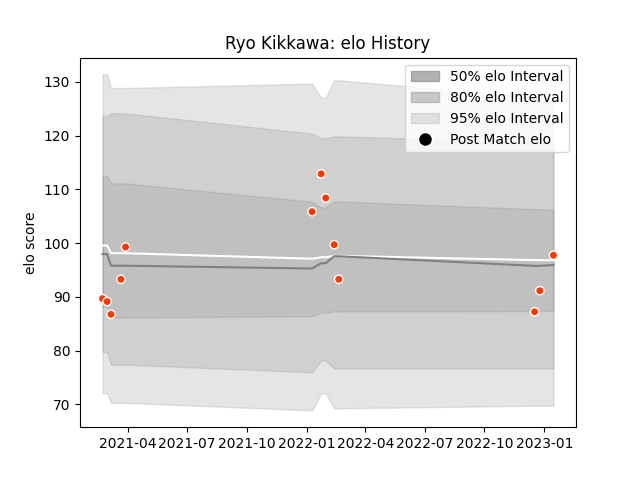 Ryo Kikkawa: elo History
50% elo Interval
80% elo Interval
95% elo Interval
Post Match elo
elo score
130
120
110
100
90
80
70
2021-04 2021-07 2021-10 2022-01 2022-04 2022-07 2022-10 2023-01